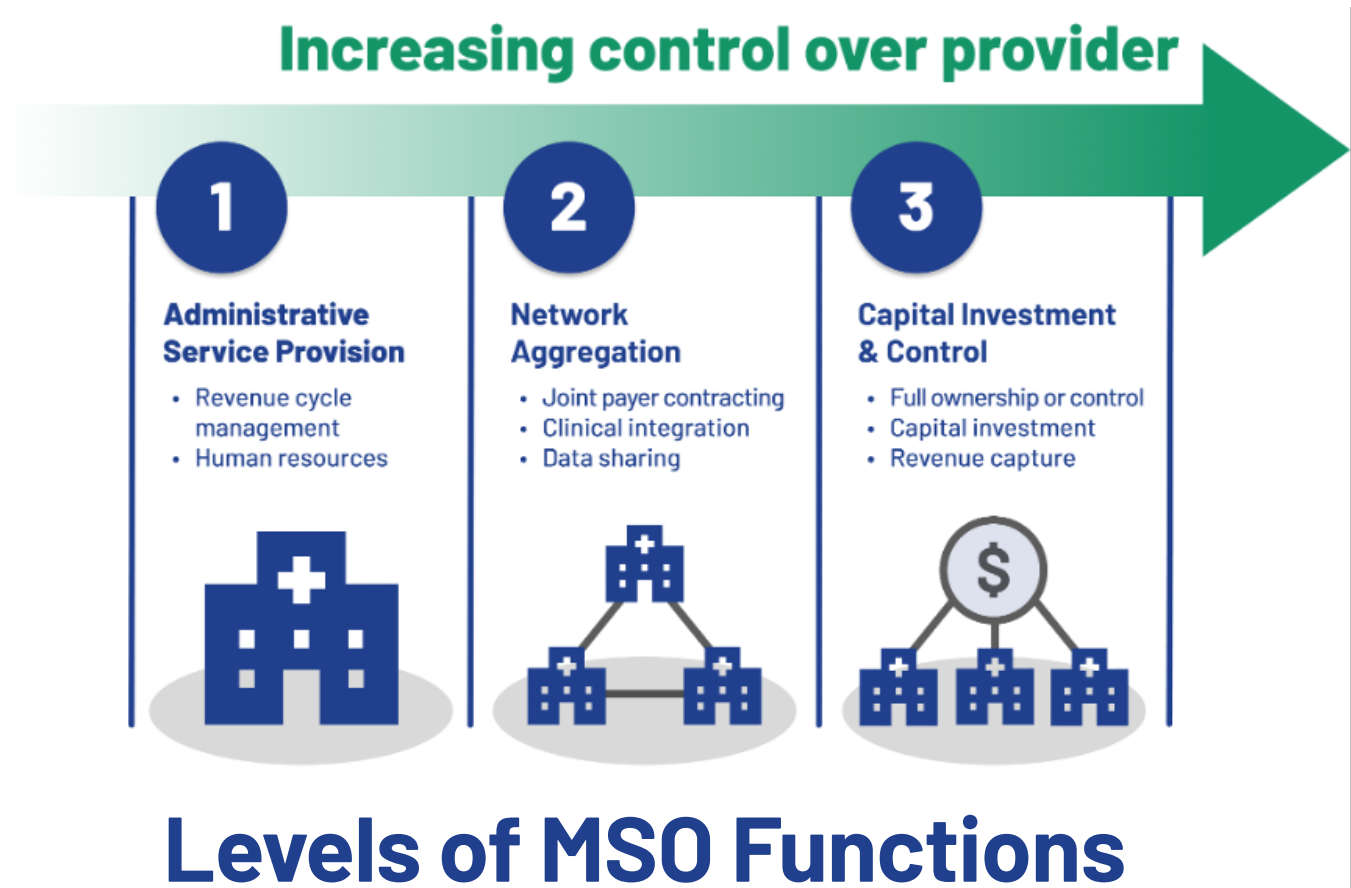 Increasing control over provider
1
2
3
Administrative
Service Provision
• Revenue cycle
management
• Human resources
Network
Aggregation
• Joint payer contracting
• Clinical integration
• Data sharing
Capital Investment
& Control
• Full ownership or control
• Capital investment
• Revenue capture
$
Levels of MSO Functions